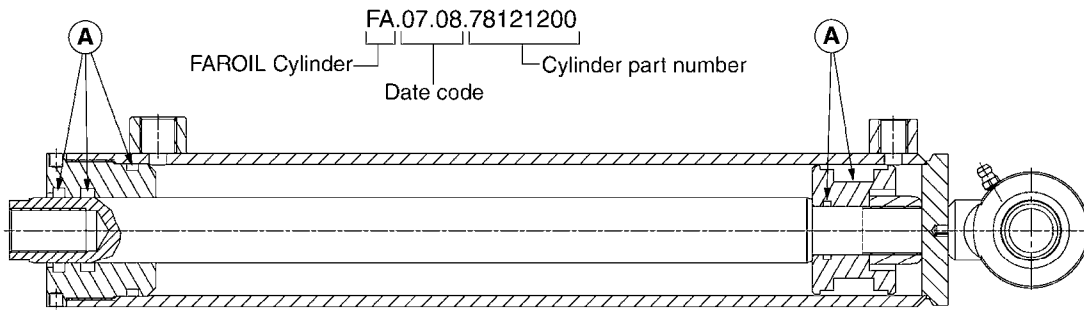 FA.07.08.78121200
A
A
FAROIL Cylinder
Cylinder part number
Date code